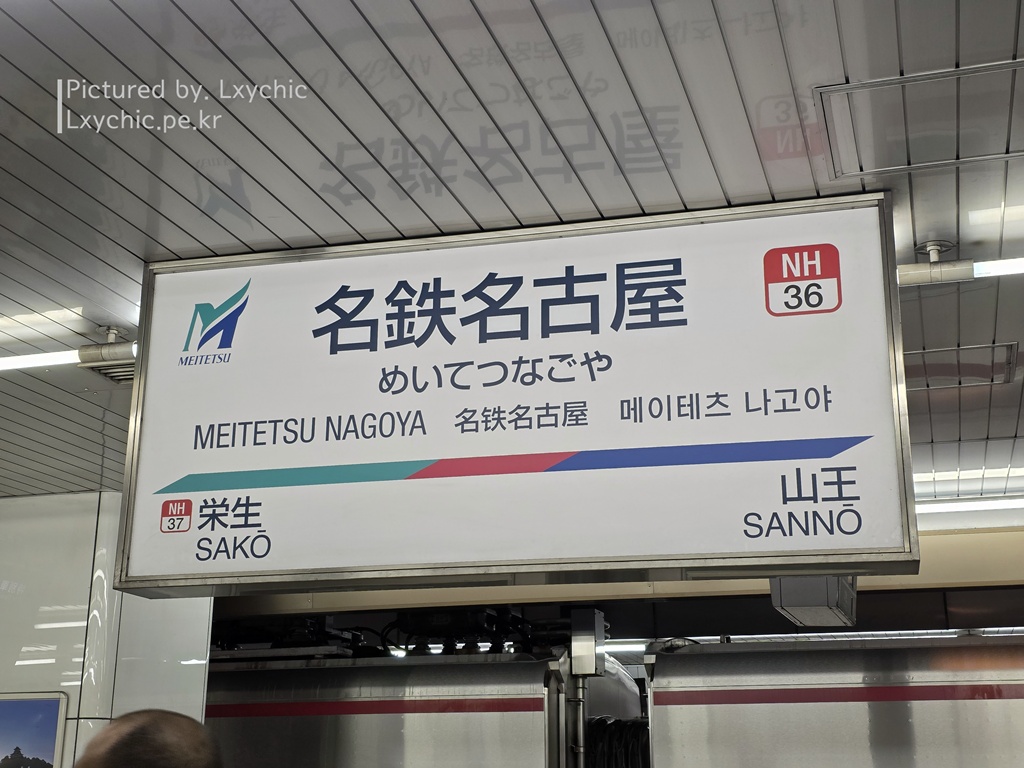 Pictured by. Lxychic
Lxychic.pe.kr
MEITETSU
名鉄名古屋
NH
36
めいてつなごや
MEITETSU NAGOYA 名铁名古屋 메이테츠 나고야
NH
37
栄生
SAKŌ
山王
SANNŌ